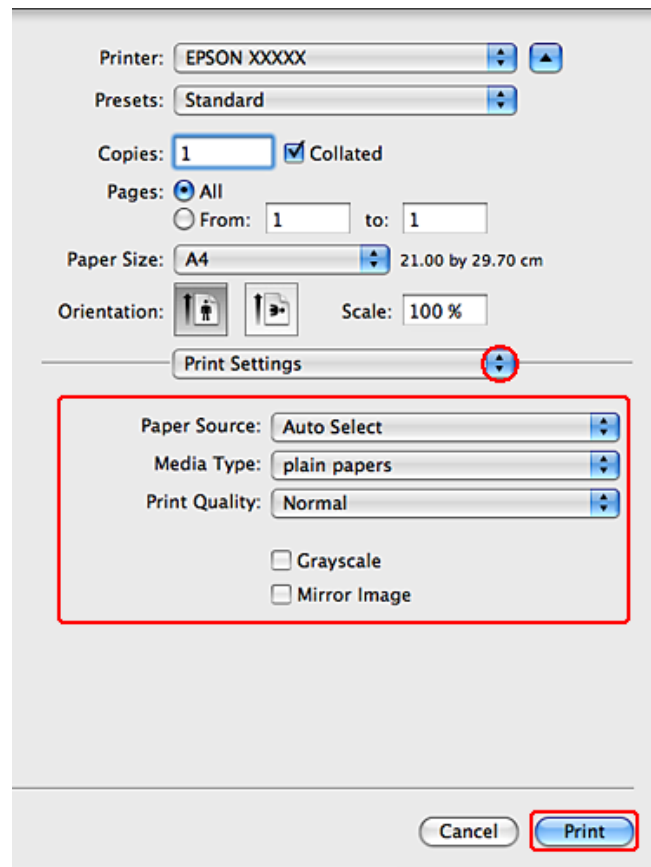 Printer: EPSON XXXXX
Presets: Standard
Copies: 1 Collated
Pages: All
From: 1 to: 1
Paper Size: A4 21.00 by 29.70 cm
Orientation: Scale: 100 %
Print Settings
Paper Source: Auto Select
Media Type: plain papers
Print Quality: Normal
Grayscale
Mirror Image
Cancel Print